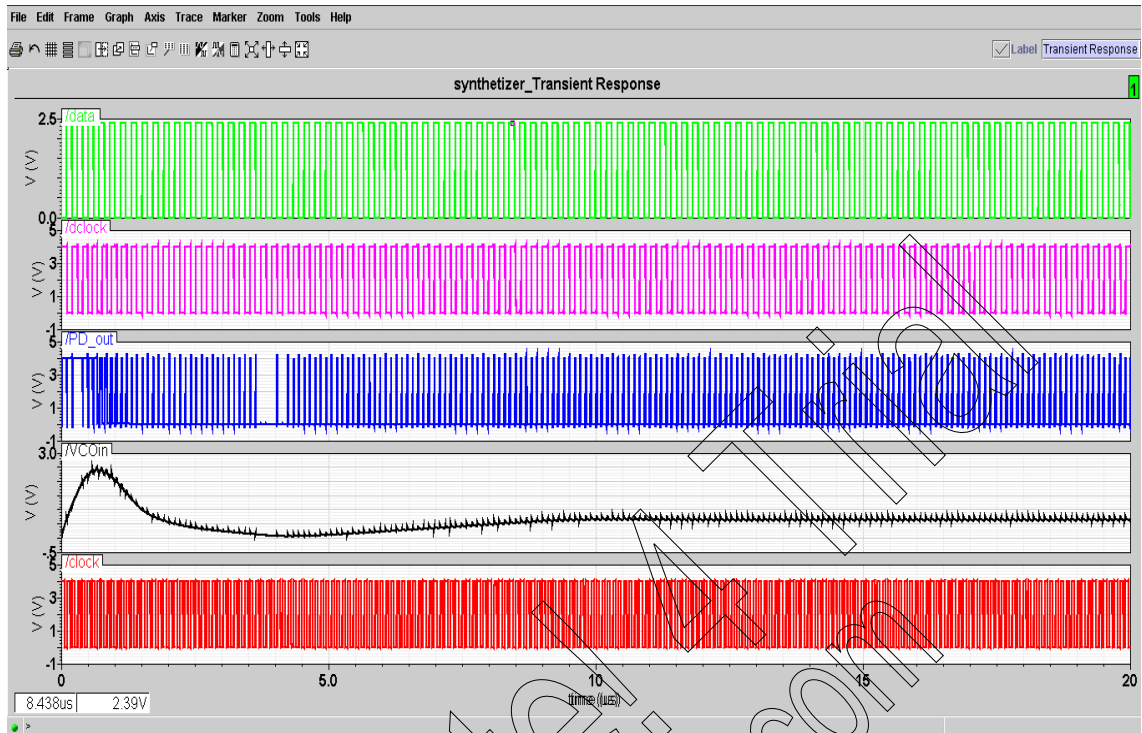 File Edit Frame Graph Axis Trace Marker Zoom Tools Help
Label Transient Response
synthetizer_Transient Response
1
/data
2.5
V (V)
0.0
/dclock
5
3
V (V)
1
-1
/PD_out
5
3
V (V)
1
-1
/VCOin
3.0
V (V)
-.5
/clock
5
3
V (V)
1
-1
0 5.0 10 15 20
8.438us 2.39V
>
Trial
.com